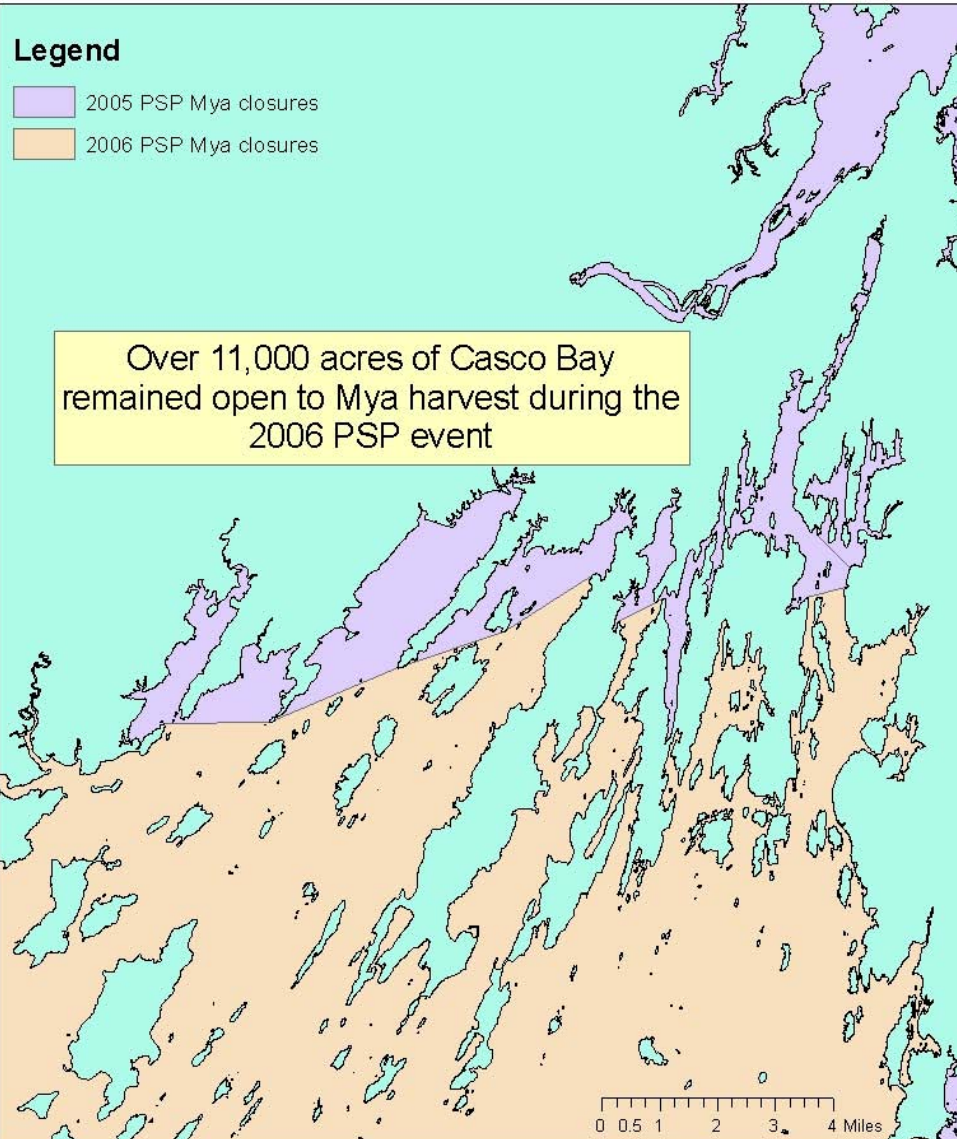 Legend
2005 PSP Mya closures
2006 PSP Mya closures
Over 11,000 acres of Casco Bay
remained open to Mya harvest during the
2006 PSP event
0 0.5 1 2 3 4 Miles